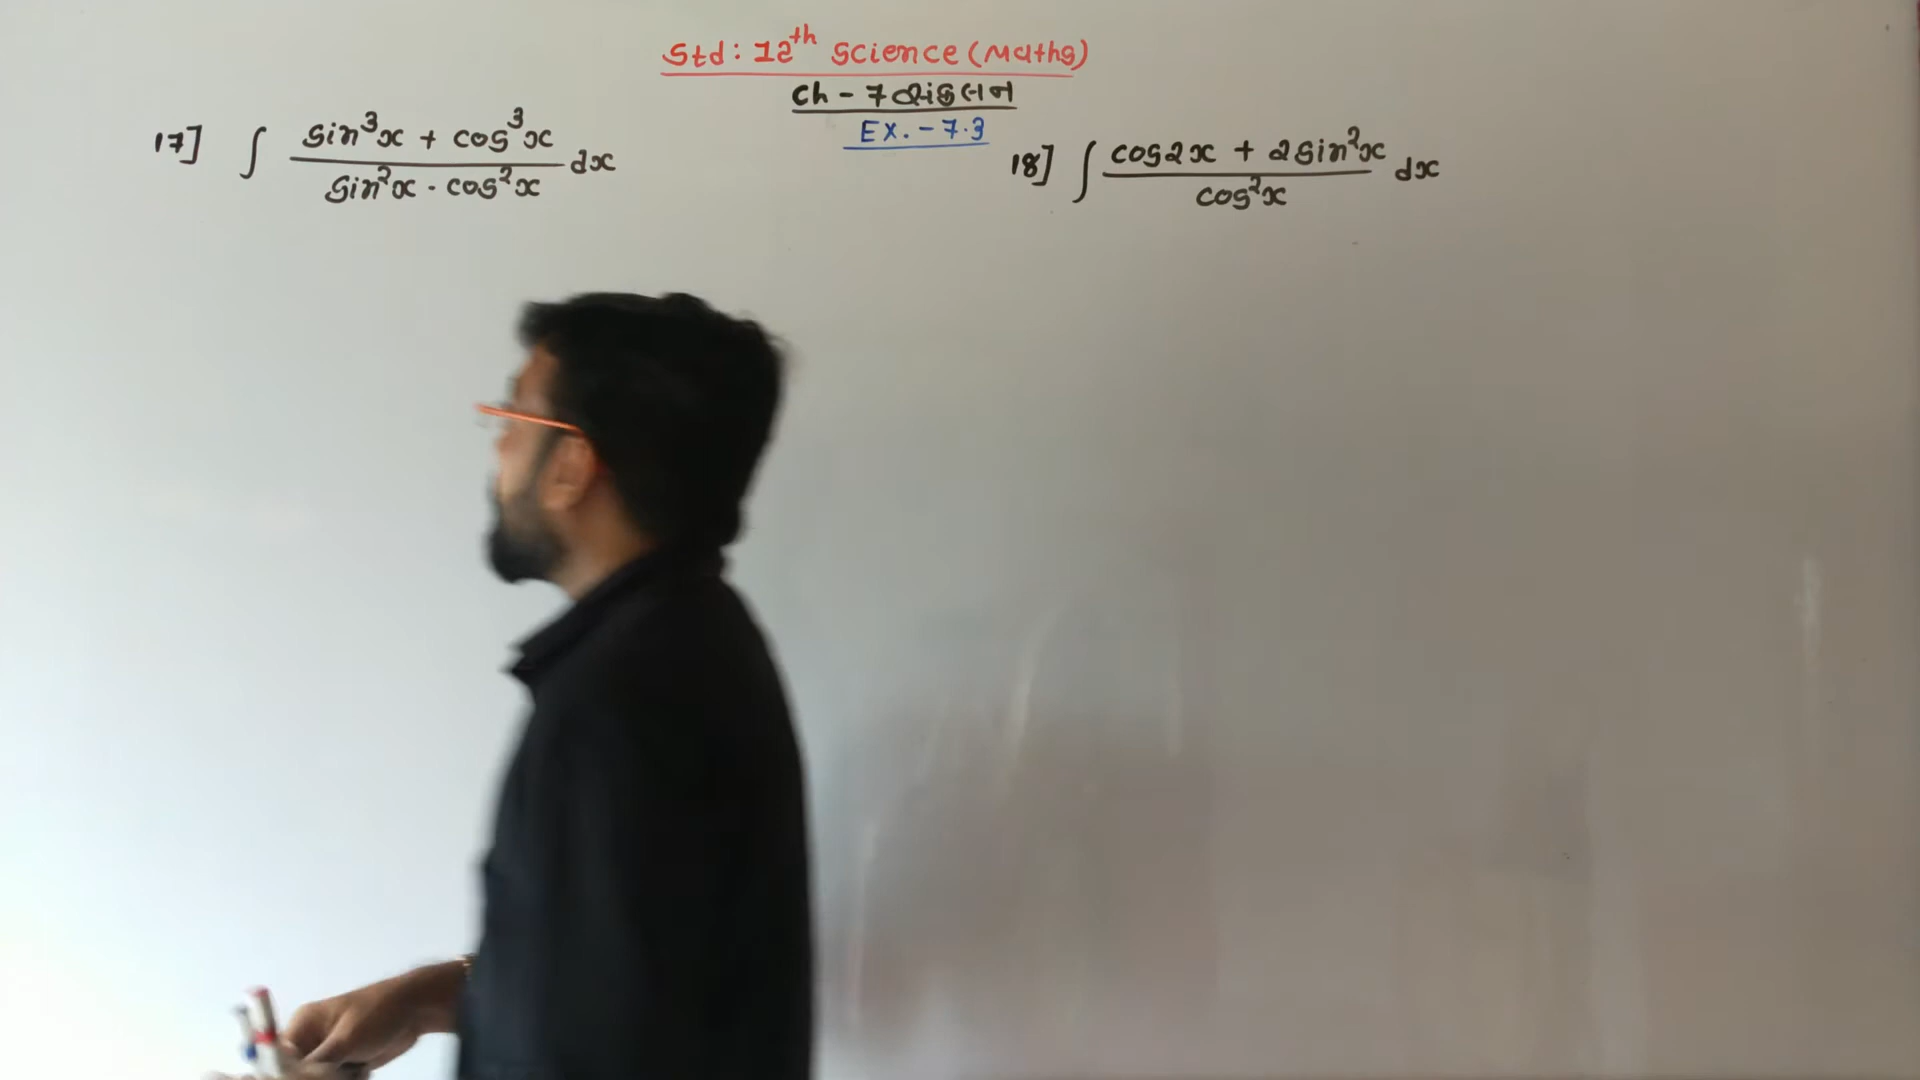 Std : 12th Science (Maths)
Ch - 7 સંકલન
Ex. - 7.3
17] ∫ (sin³x + cos³x) / (sin²x · cos²x) dx
18] ∫ (cos2x + 2sin²x) / (cos²x) dx